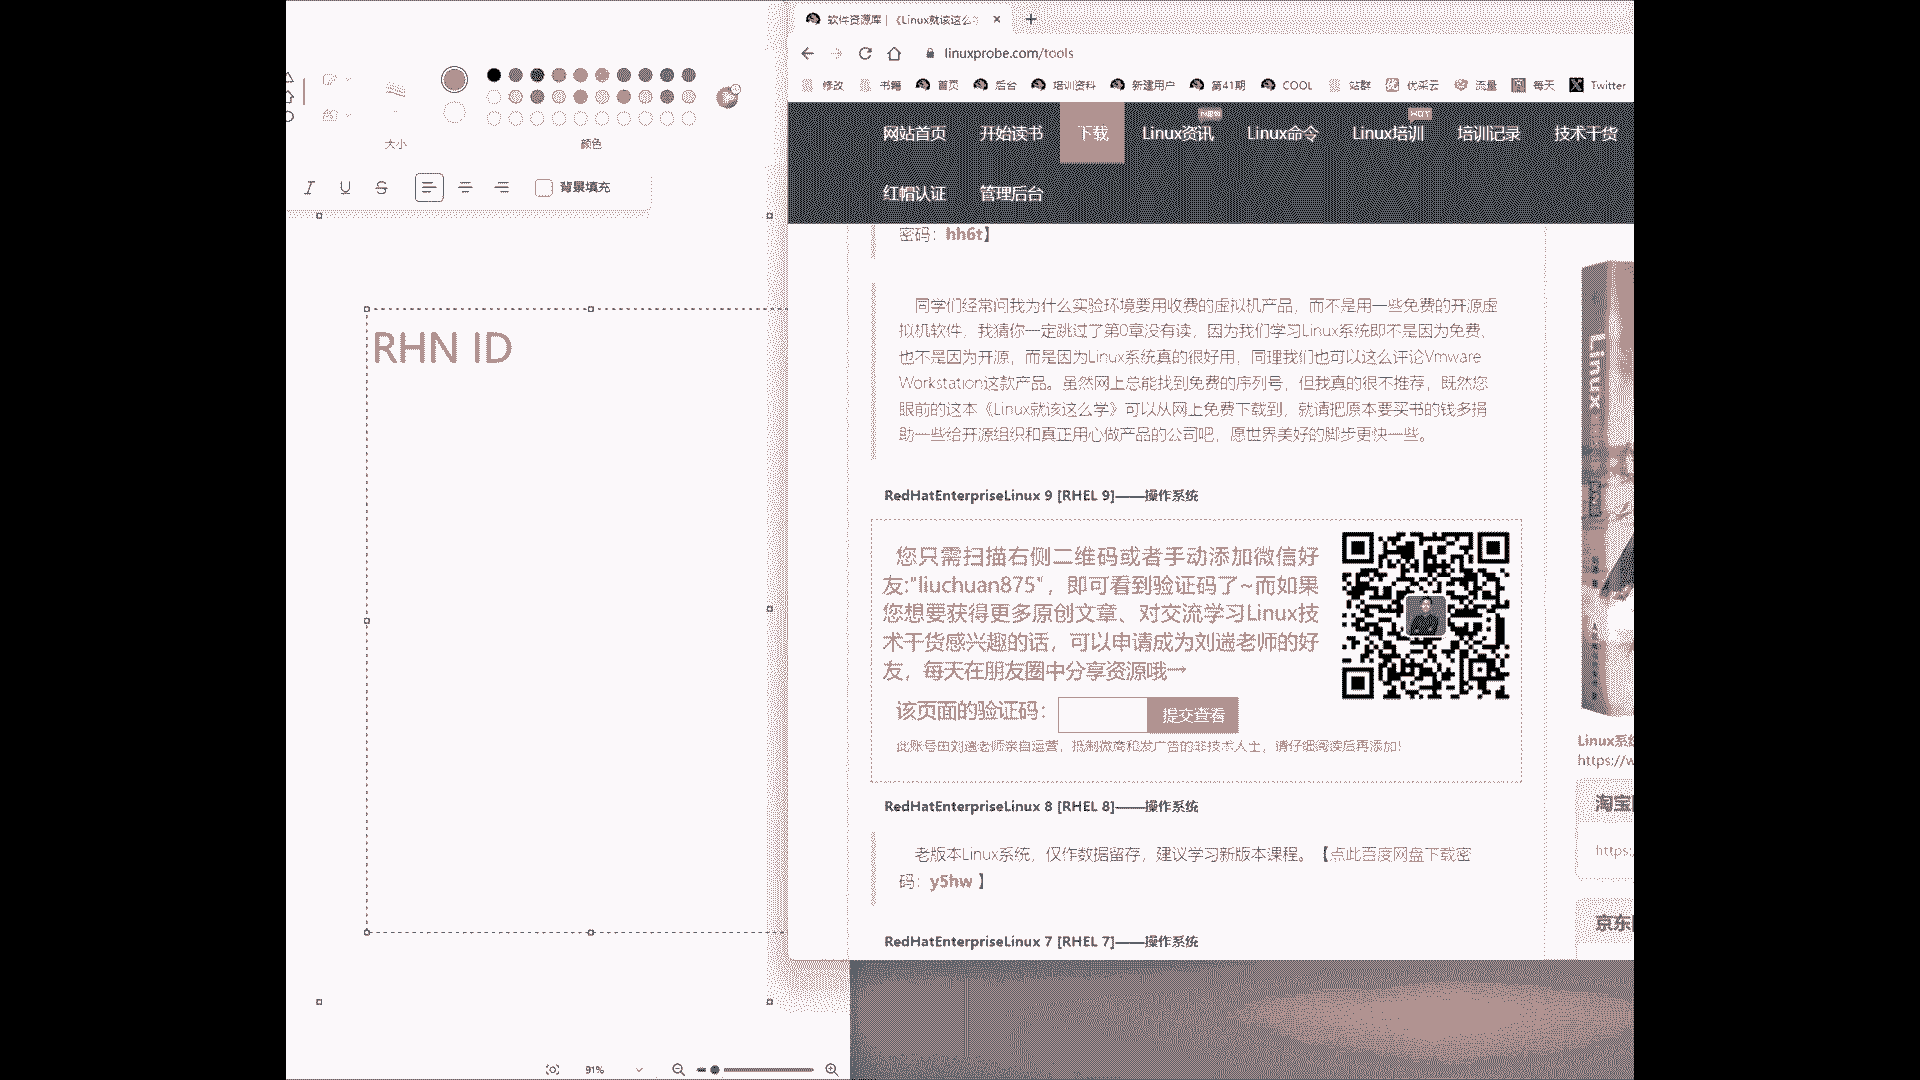 大小
颜色
I U S
背景填充
RHN ID
91%
软件资源库 | 《Linux就该这么
linuxprobe.com/tools
修改 书籍 首页 后台 培训资料 新建用户 第41期 COOL 站群 优采云 流量 每天 Twitter
NEW HOT
网站首页 开始读书 下载 Linux资讯 Linux命令 Linux培训 培训记录 技术干货
红帽认证 管理后台
密码：hh6t】
同学们经常问我为什么实验环境要用收费的虚拟机产品，而不是用一些免费的开源虚
拟机软件，我猜你一定跳过了第0章没有读，因为我们学习Linux系统即不是因为免费、
也不是因为开源，而是因为Linux系统真的很好用，同理我们也可以这么评论Vmware
Workstation这款产品。虽然网上总能找到免费的序列号，但我真的很不推荐，既然您
眼前的这本《Linux就该这么学》可以从网上免费下载到，就请把原本要买书的钱多捐
助一些给开源组织和真正用心做产品的公司吧，愿世界美好的脚步更快一些。
RedHatEnterpriseLinux 9 [RHEL 9]——操作系统
您只需扫描右侧二维码或者手动添加微信好
友:"liuchuan875"，即可看到验证码了~而如果
您想要获得更多原创文章、对交流学习Linux技
术干货感兴趣的话，可以申请成为刘遄老师的好
友，每天在朋友圈中分享资源哦→
该页面的验证码： 提交查看
此账号由刘遄老师亲自运营，抵制微商和发广告的非技术人士，请仔细阅读后再添加!
RedHatEnterpriseLinux 8 [RHEL 8]——操作系统
老版本Linux系统，仅作数据留存，建议学习新版本课程。【点此百度网盘下载密
码：y5hw 】
RedHatEnterpriseLinux 7 [RHEL 7]——操作系统
Linux
Linux系统
https://w
淘宝
https:
京东